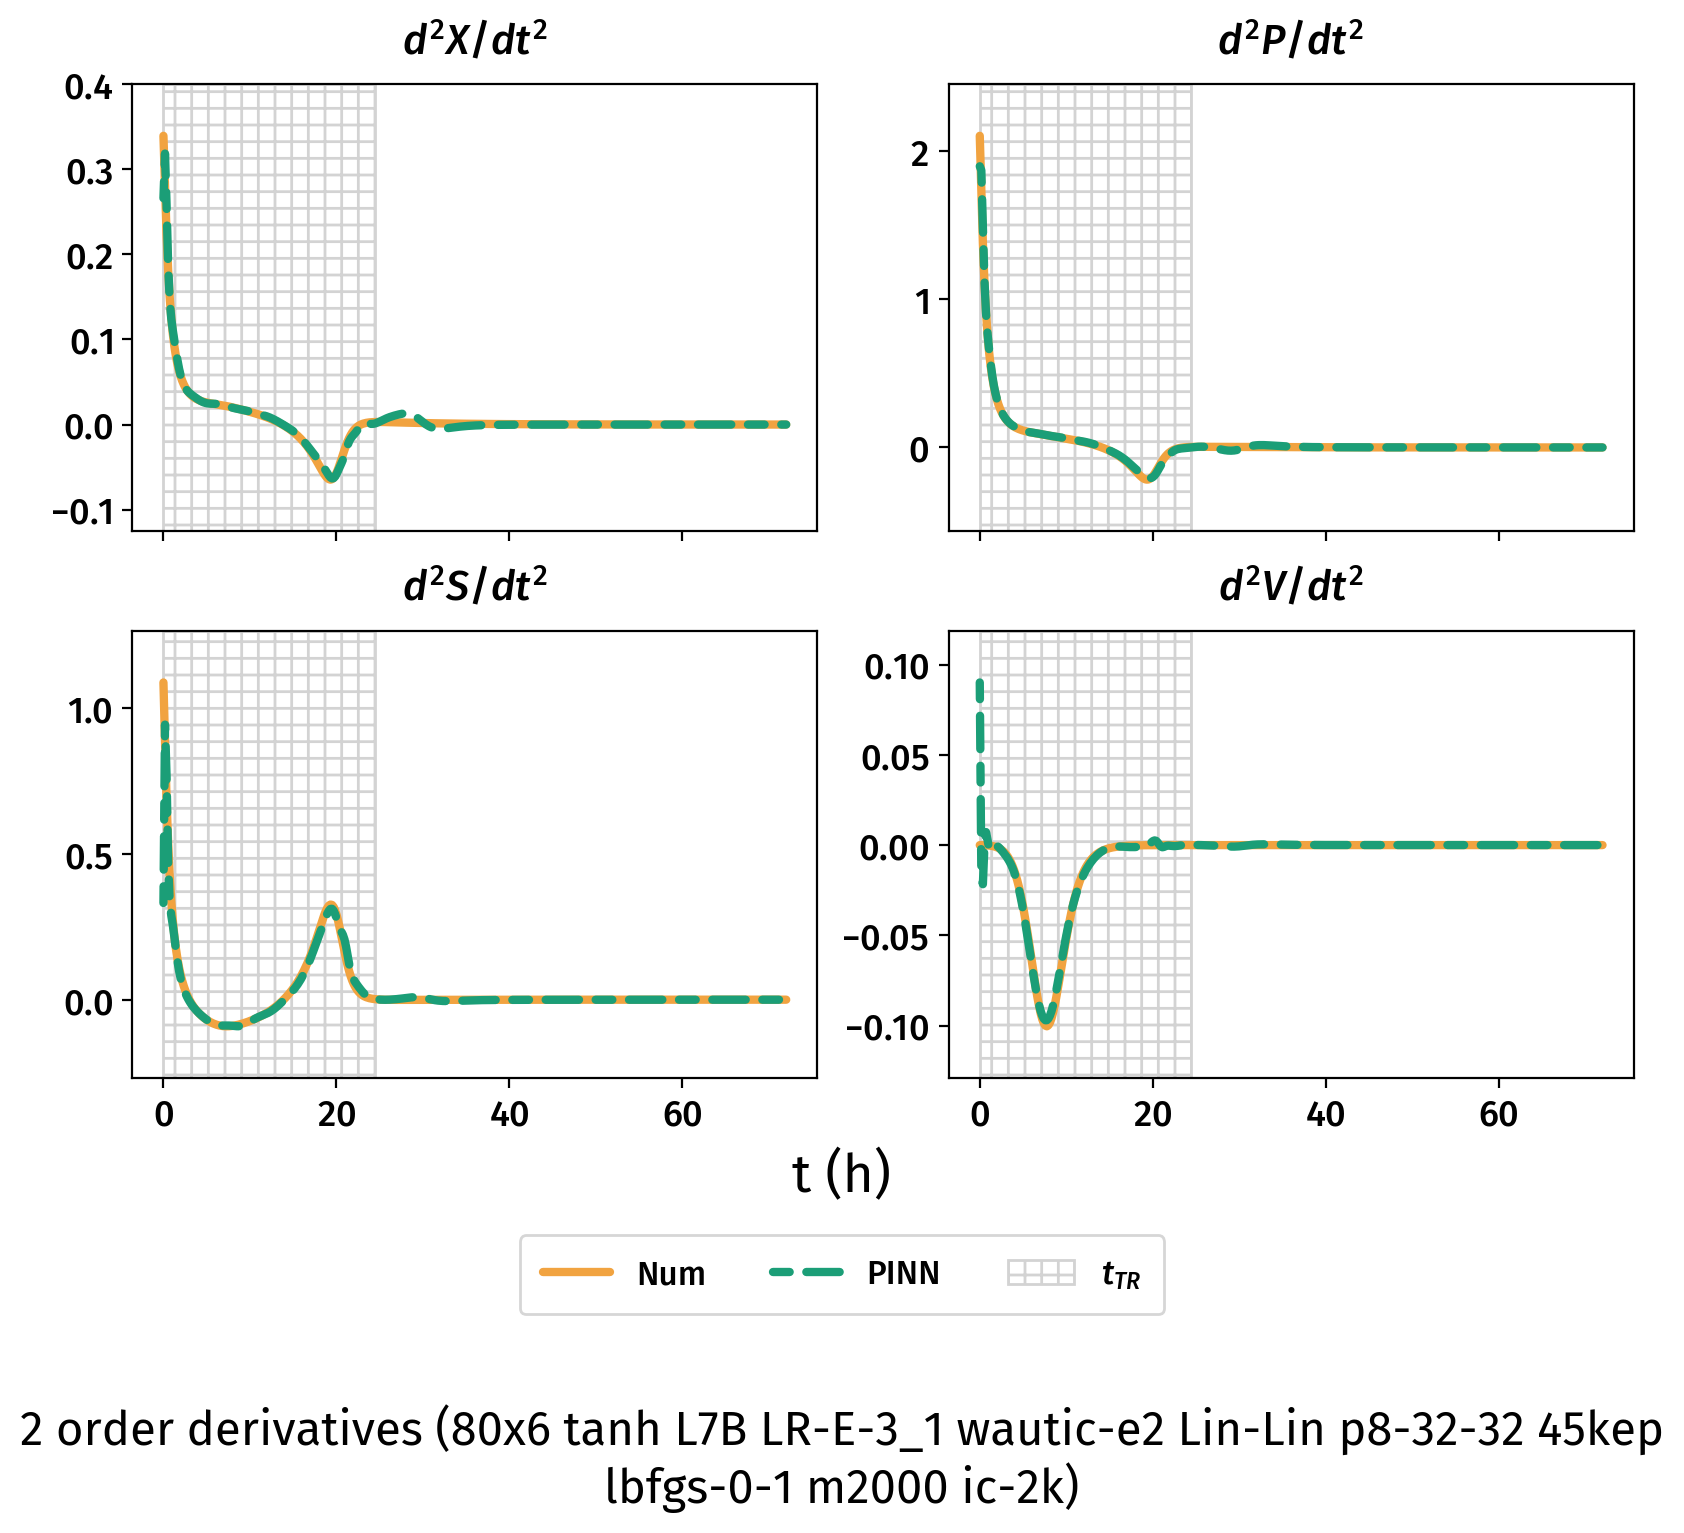 d²X/dt²
d²P/dt²
0.4
0.3
0.2
0.1
0.0
−0.1
2
1
0
d²S/dt²
d²V/dt²
1.0
0.5
0.0
0.10
0.05
0.00
−0.05
−0.10
0 20 40 60
0 20 40 60
t (h)
Num PINN t_TR
2 order derivatives (80x6 tanh L7B LR-E-3_1 wautic-e2 Lin-Lin p8-32-32 45kep
lbfgs-0-1 m2000 ic-2k)